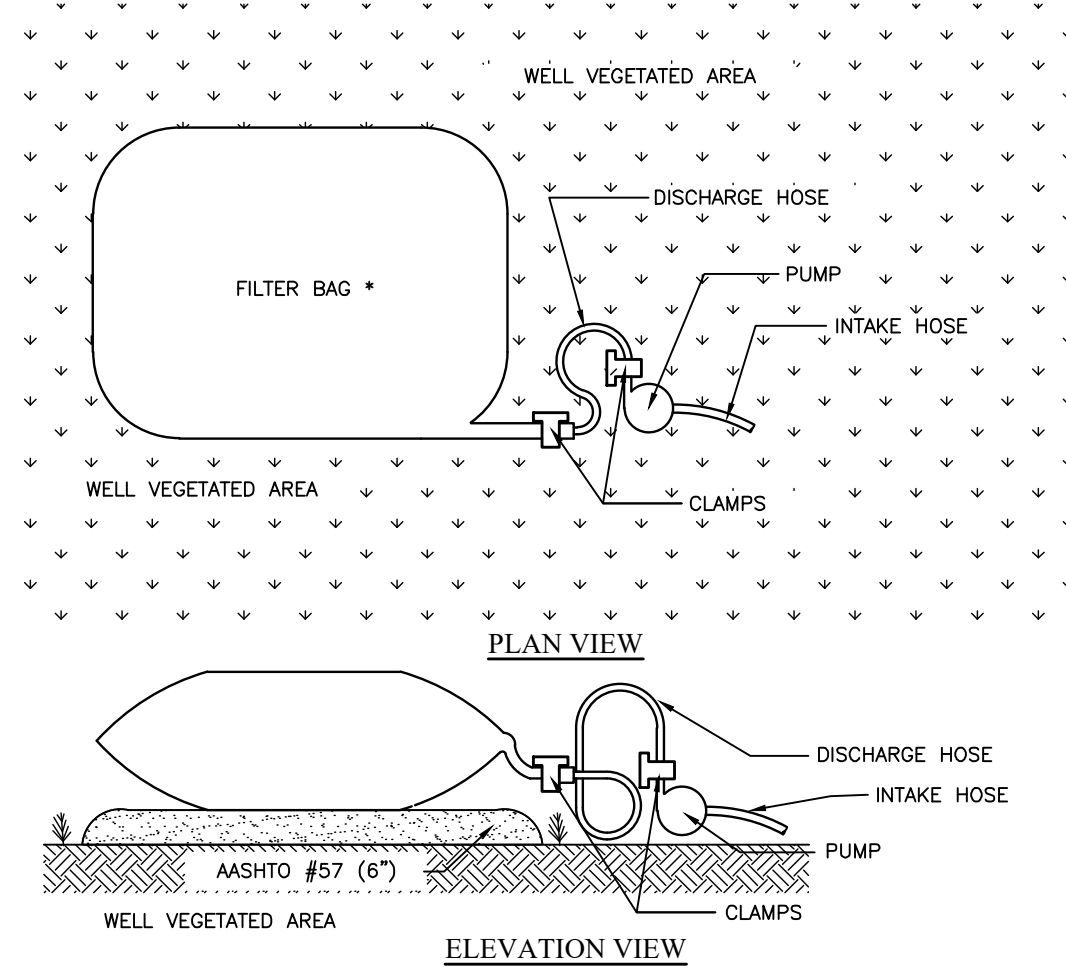 WELL VEGETATED AREA
DISCHARGE HOSE
PUMP
FILTER BAG *
INTAKE HOSE
WELL VEGETATED AREA
CLAMPS
PLAN VIEW
DISCHARGE HOSE
INTAKE HOSE
PUMP
AASHTO #57 (6")
CLAMPS
WELL VEGETATED AREA
ELEVATION VIEW